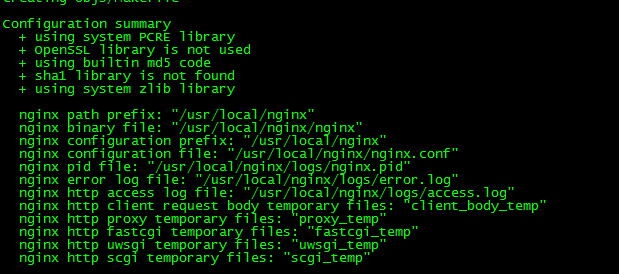 creating objs/Makefile
Configuration summary
+ using system PCRE library
+ OpenSSL library is not used
+ using builtin md5 code
+ sha1 library is not found
+ using system zlib library
nginx path prefix: "/usr/local/nginx"
nginx binary file: "/usr/local/nginx/nginx"
nginx configuration prefix: "/usr/local/nginx"
nginx configuration file: "/usr/local/nginx/nginx.conf"
nginx pid file: "/usr/local/nginx/logs/nginx.pid"
nginx error log file: "/usr/local/nginx/logs/error.log"
nginx http access log file: "/usr/local/nginx/logs/access.log"
nginx http client request body temporary files: "client_body_temp"
nginx http proxy temporary files: "proxy_temp"
nginx http fastcgi temporary files: "fastcgi_temp"
nginx http uwsgi temporary files: "uwsgi_temp"
nginx http scgi temporary files: "scgi_temp"